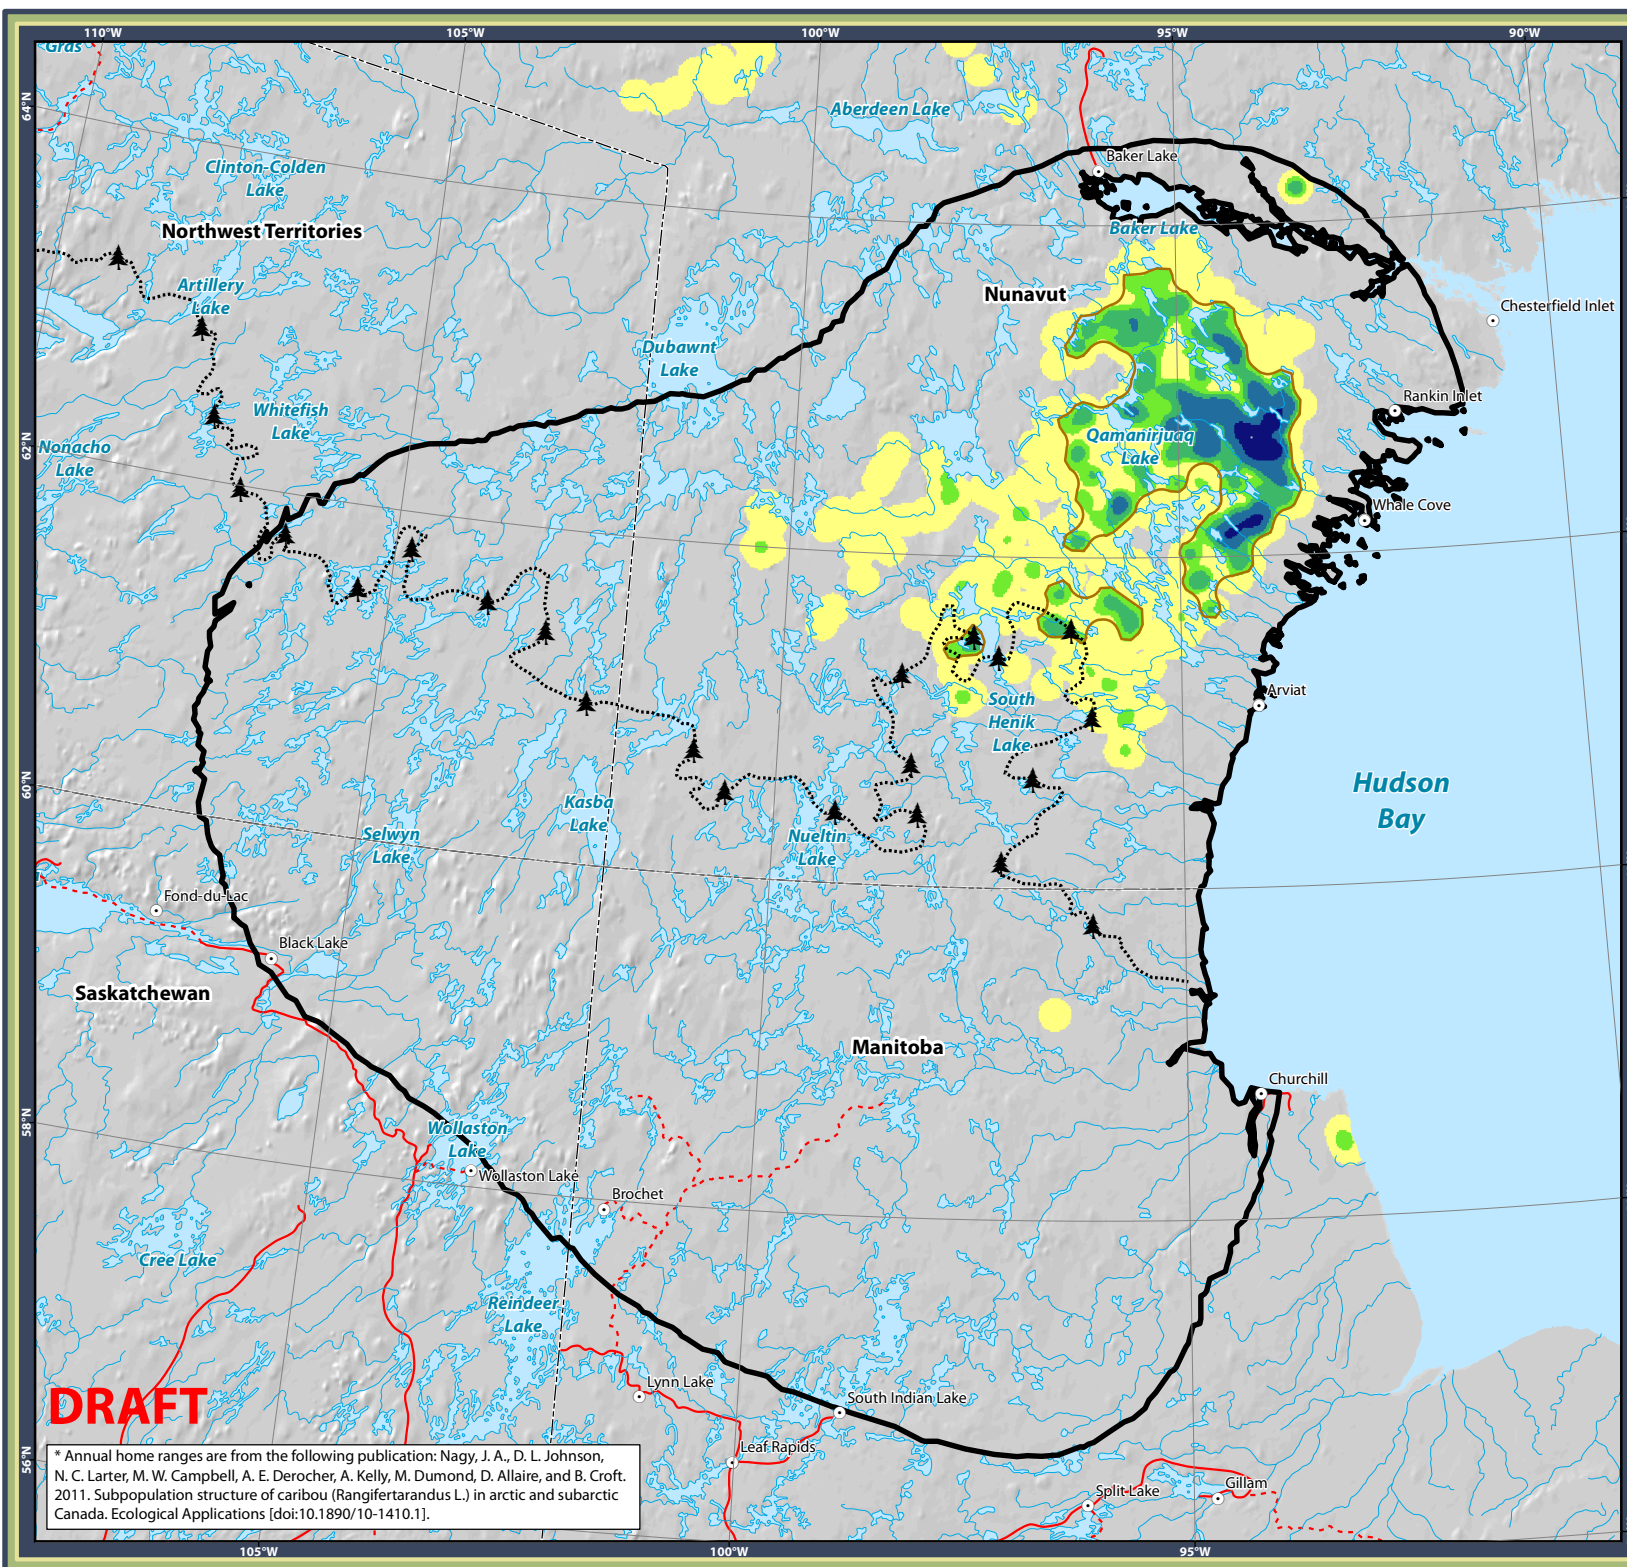 110°W
105°W
100°W
95°W
90°W
Gras
64°N
Aberdeen Lake
Baker Lake
Clinton-Colden
Lake
Northwest Territories
Baker Lake
Artillery
Lake
Nunavut
Chesterfield Inlet
Dubawnt
Lake
Rankin Inlet
Whitefish
Lake
62°N
Nonacho
Lake
Qamanirjuaq
Lake
Whale Cove
Arviat
South
Henik
Lake
60°N
Hudson
Bay
Kasba
Lake
Selwyn
Lake
Nueltin
Lake
Fond-du-Lac
Black Lake
Saskatchewan
Manitoba
Churchill
58°N
Wollaston
Lake
Wollaston Lake
Brochet
Cree Lake
Reindeer
Lake
Lynn Lake
South Indian Lake
DRAFT
Leaf Rapids
56°N
Split Lake
Gillam
* Annual home ranges are from the following publication: Nagy, J. A., D. L. Johnson,
N. C. Larter, M. W. Campbell, A. E. Derocher, A. Kelly, M. Dumond, D. Allaire, and B. Croft.
2011. Subpopulation structure of caribou (Rangifertarandus L.) in arctic and subarctic
Canada. Ecological Applications [doi:10.1890/10-1410.1].
105°W
100°W
95°W